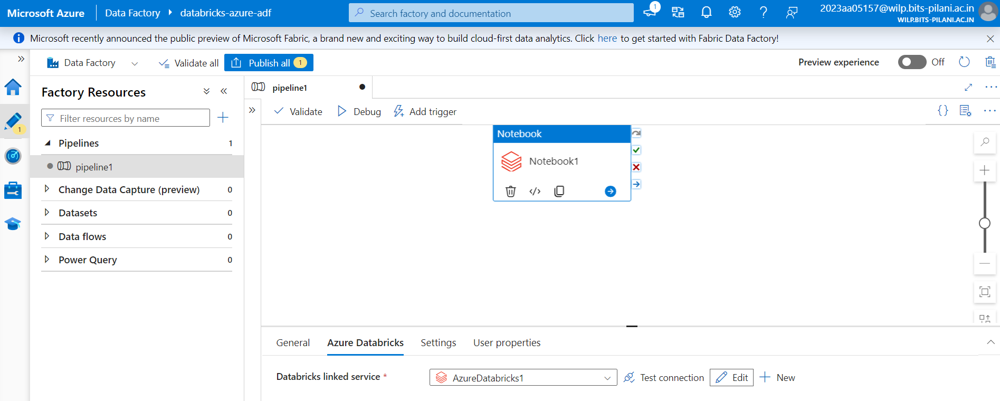 Microsoft Azure
Data Factory
databricks-azure-adf
Search factory and documentation
1
2023aa05157@wilp.bits-pilani.ac.in
WILP.BITS-PILANI.AC.IN
Microsoft recently announced the public preview of Microsoft Fabric, a brand new and exciting way to build cloud-first data analytics. Click here to get started with Fabric Data Factory!
Data Factory
Validate all
Publish all 1
Preview experience
Off
1
Factory Resources
Filter resources by name
Pipelines 1
pipeline1
Change Data Capture (preview) 0
Datasets 0
Data flows 0
Power Query 0
pipeline1
Validate
Debug
Add trigger
Notebook
Notebook1
General
Azure Databricks
Settings
User properties
Databricks linked service *
AzureDatabricks1
Test connection
Edit
New